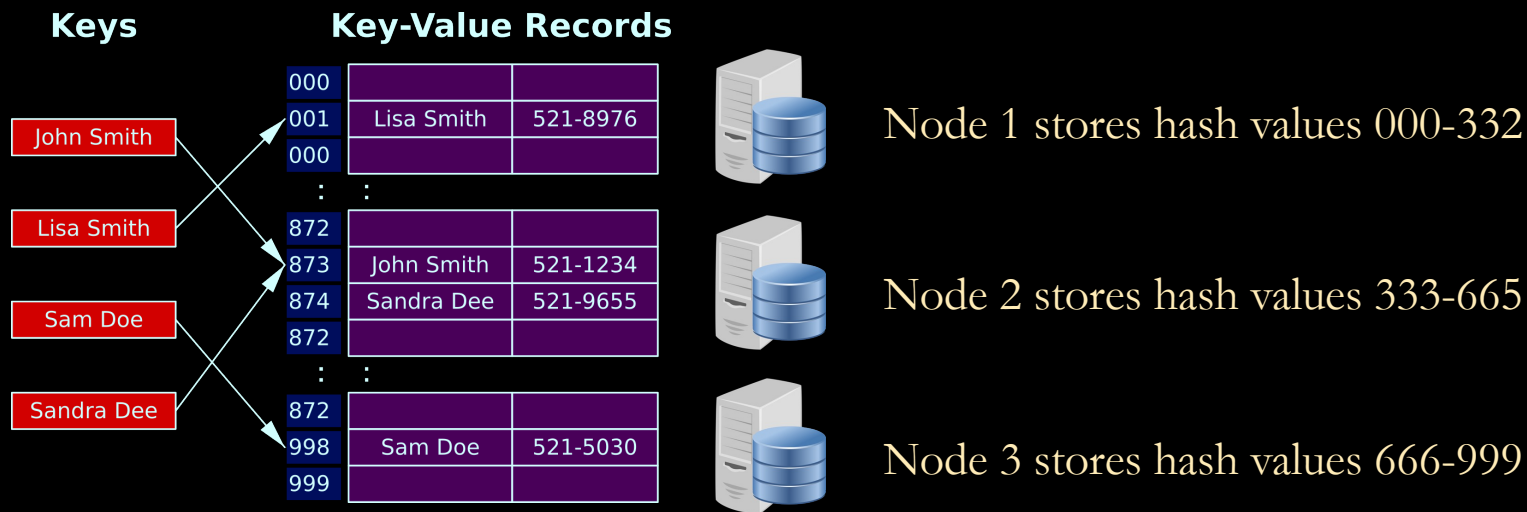 Keys
Key-Value Records
John Smith
Lisa Smith
Sam Doe
Sandra Dee
000
001 Lisa Smith 521-8976
000
: :
872
873 John Smith 521-1234
874 Sandra Dee 521-9655
872
: :
872
998 Sam Doe 521-5030
999
Node 1 stores hash values 000-332
Node 2 stores hash values 333-665
Node 3 stores hash values 666-999